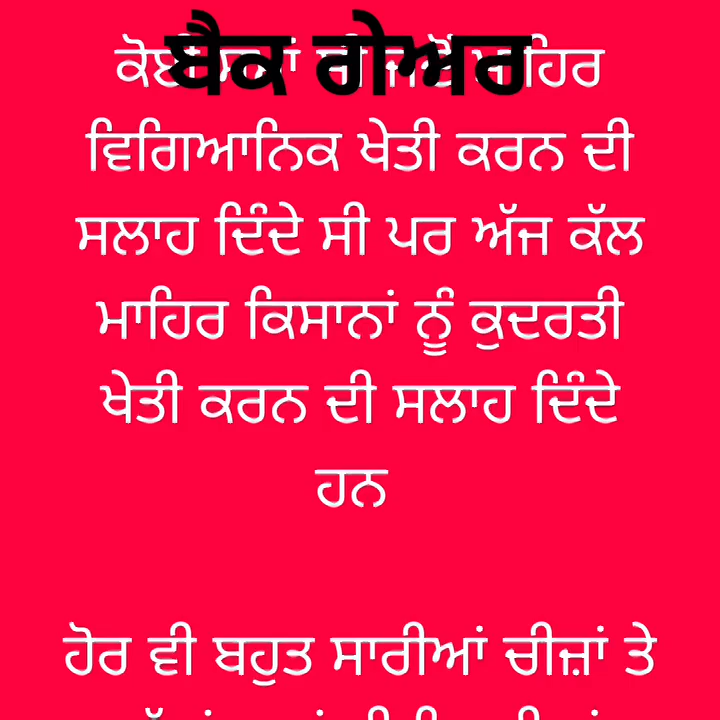 ਬੈਕ ਗੇਅਰ
ਵਿਗਿਆਨਿਕ ਖੇਤੀ ਕਰਨ ਦੀ
ਸਲਾਹ ਦਿੰਦੇ ਸੀ ਪਰ ਅੱਜ ਕੱਲ
ਮਾਹਿਰ ਕਿਸਾਨਾਂ ਨੂੰ ਕੁਦਰਤੀ
ਖੇਤੀ ਕਰਨ ਦੀ ਸਲਾਹ ਦਿੰਦੇ
ਹਨ
ਹੋਰ ਵੀ ਬਹੁਤ ਸਾਰੀਆਂ ਚੀਜ਼ਾਂ ਤੇ